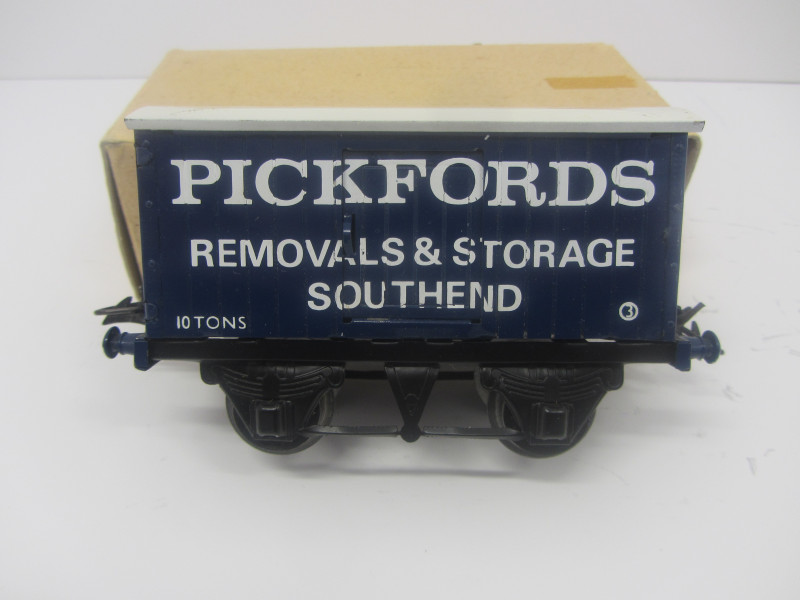 PICKFORDS
REMOVALS & STORAGE
SOUTHEND
10 TONS
3